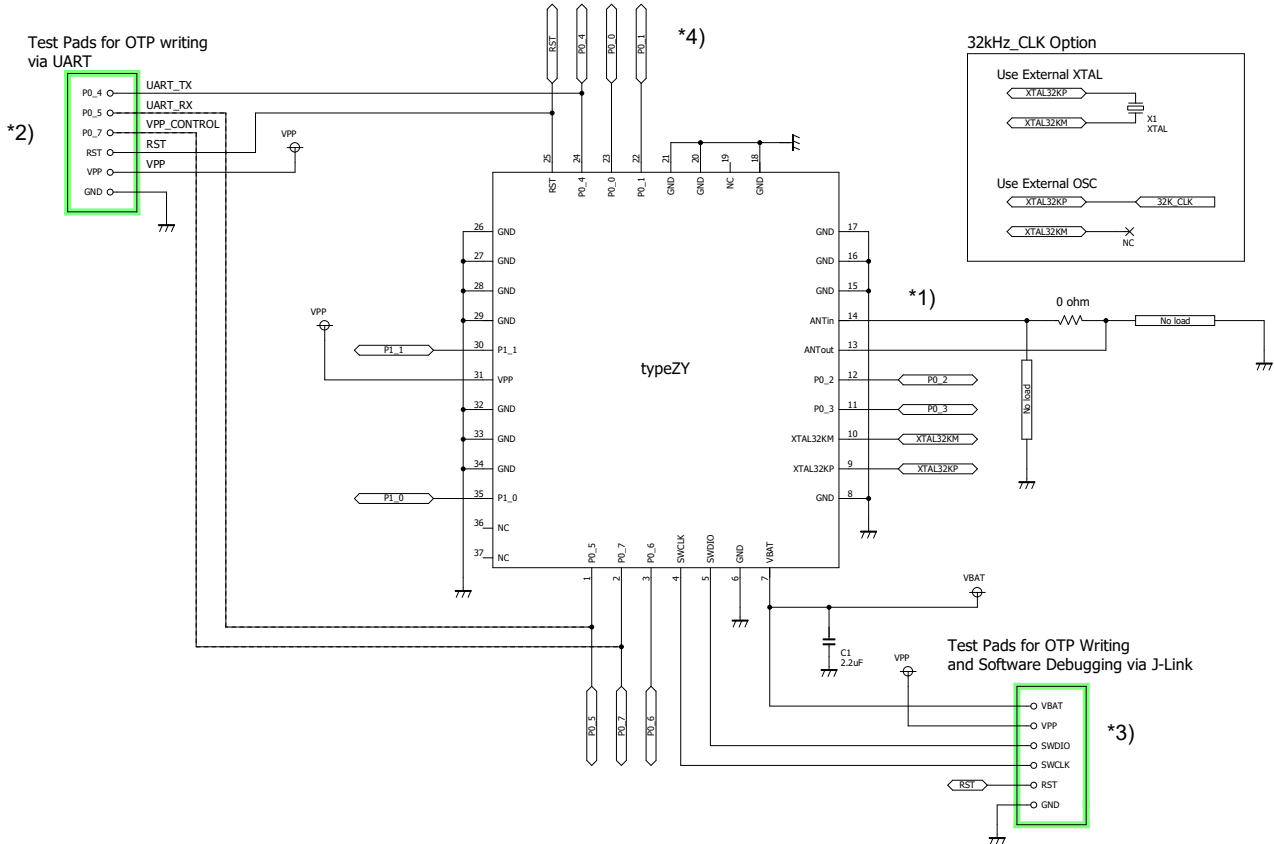 Test Pads for OTP writing
via UART
*2)
P0_4 UART_TX
P0_5 UART_RX
P0_7 VPP_CONTROL
RST RST
VPP VPP
GND
VPP
RST
P0_4
P0_0
P0_1
*4)
32kHz_CLK Option
Use External XTAL
XTAL32KP
XTAL32KM
X1
XTAL
Use External OSC
XTAL32KP 32K_CLK
XTAL32KM
NC
25 24 23 22 21 20 19 18
RST P0_4 P0_0 P0_1 GND GND NC GND
26 GND
27 GND
28 GND
29 GND
VPP
P1_1 30 P1_1
31 VPP
32 GND
33 GND
34 GND
P1_0 35 P1_0
36 NC
37 NC
typeZY
GND 17
GND 16
GND 15
*1)
ANTin 14
0 ohm
No load
No load
ANTout 13
P0_2 12 P0_2
P0_3 11 P0_3
XTAL32KM 10 XTAL32KM
XTAL32KP 9 XTAL32KP
GND 8
P0_5 P0_7 P0_6 SWCLK SWDIO GND VBAT
1 2 3 4 5 6 7
P0_5
P0_7
P0_6
VBAT
C1
2.2uF
Test Pads for OTP Writing
and Software Debugging via J-Link
VPP
*3)
VBAT
VPP
SWDIO
SWCLK
RST RST
GND